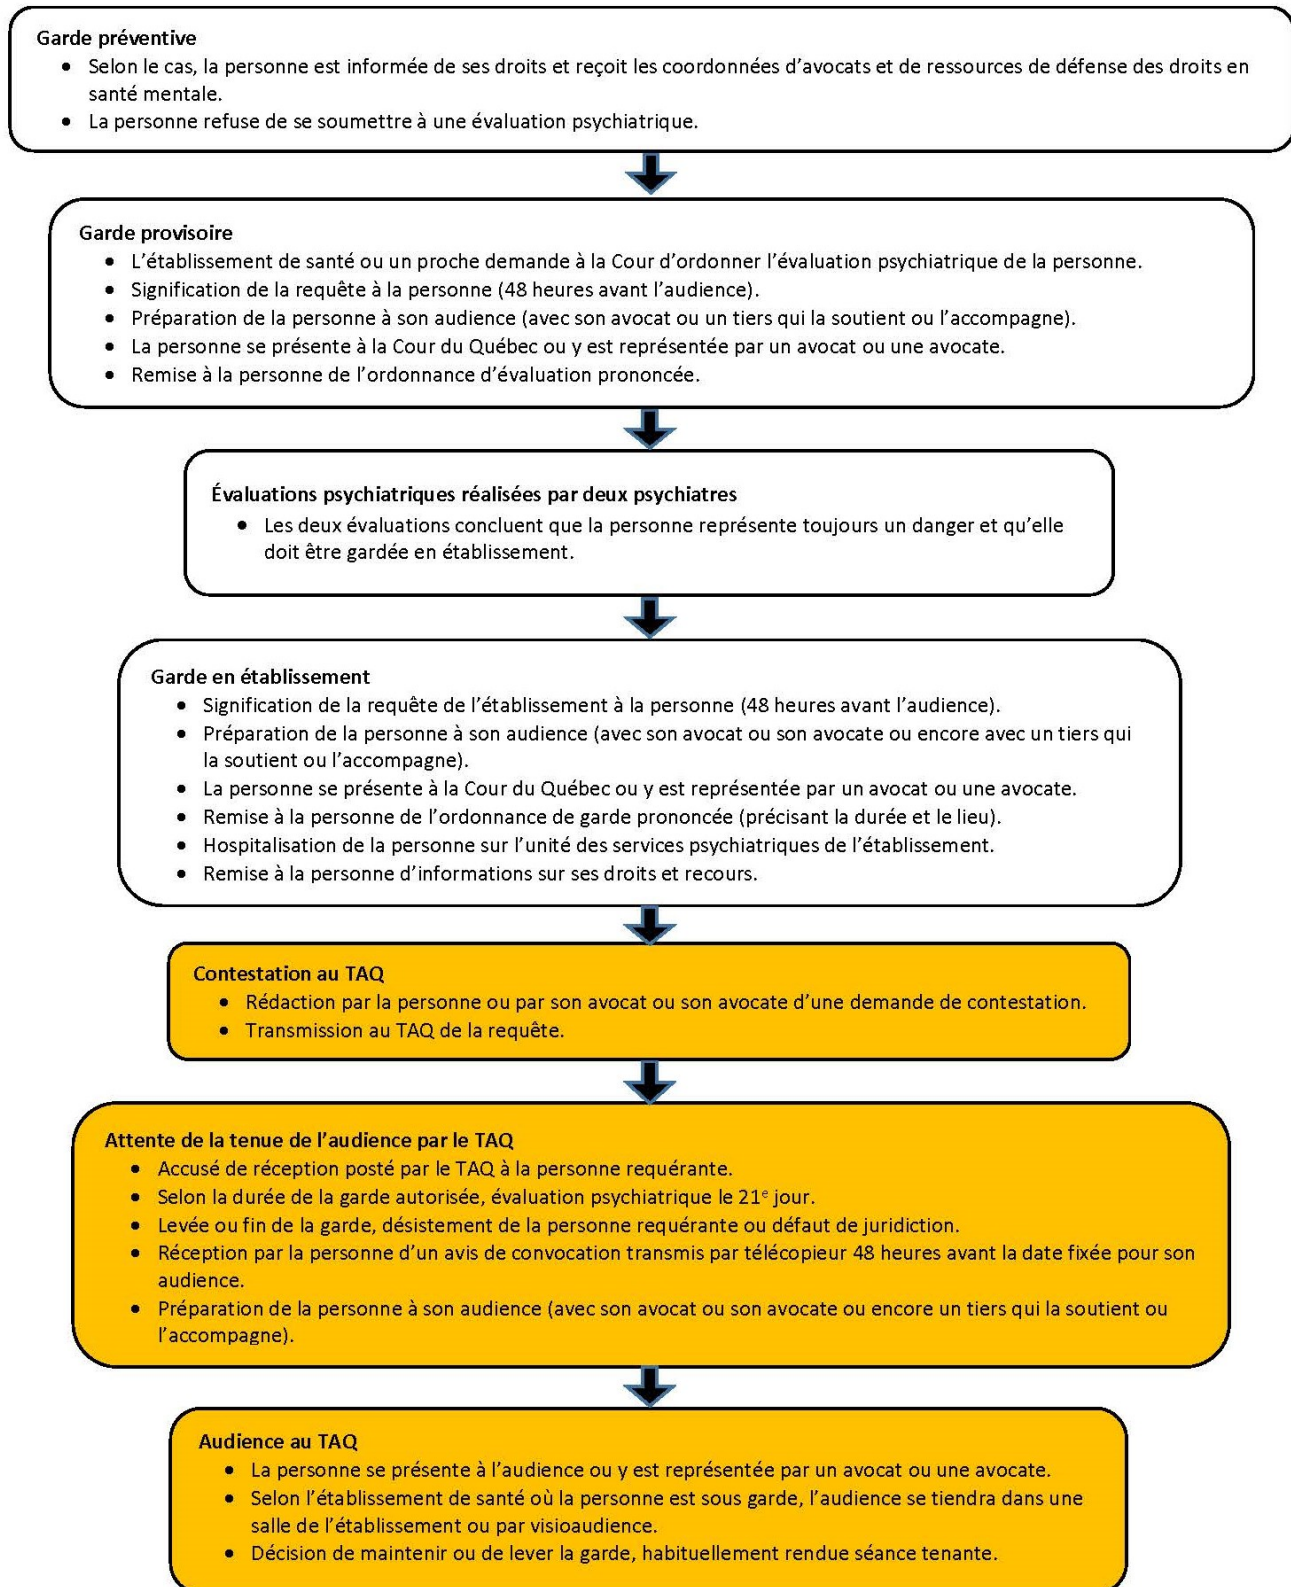 Garde préventive
• Selon le cas, la personne est informée de ses droits et reçoit les coordonnées d’avocats et de ressources de défense des droits en
santé mentale.
• La personne refuse de se soumettre à une évaluation psychiatrique.
Garde provisoire
• L’établissement de santé ou un proche demande à la Cour d’ordonner l’évaluation psychiatrique de la personne.
• Signification de la requête à la personne (48 heures avant l’audience).
• Préparation de la personne à son audience (avec son avocat ou un tiers qui la soutient ou l’accompagne).
• La personne se présente à la Cour du Québec ou y est représentée par un avocat ou une avocate.
• Remise à la personne de l’ordonnance d’évaluation prononcée.
Évaluations psychiatriques réalisées par deux psychiatres
• Les deux évaluations concluent que la personne représente toujours un danger et qu’elle
doit être gardée en établissement.
Garde en établissement
• Signification de la requête de l’établissement à la personne (48 heures avant l’audience).
• Préparation de la personne à son audience (avec son avocat ou son avocate ou encore avec un tiers qui
la soutient ou l’accompagne).
• La personne se présente à la Cour du Québec ou y est représentée par un avocat ou une avocate.
• Remise à la personne de l’ordonnance de garde prononcée (précisant la durée et le lieu).
• Hospitalisation de la personne sur l’unité des services psychiatriques de l’établissement.
• Remise à la personne d’informations sur ses droits et recours.
Contestation au TAQ
• Rédaction par la personne ou par son avocat ou son avocate d’une demande de contestation.
• Transmission au TAQ de la requête.
Attente de la tenue de l’audience par le TAQ
• Accusé de réception posté par le TAQ à la personne requérante.
• Selon la durée de la garde autorisée, évaluation psychiatrique le 21e jour.
• Levée ou fin de la garde, désistement de la personne requérante ou défaut de juridiction.
• Réception par la personne d’un avis de convocation transmis par télécopieur 48 heures avant la date fixée pour son
audience.
• Préparation de la personne à son audience (avec son avocat ou son avocate ou encore un tiers qui la soutient ou
l’accompagne).
Audience au TAQ
• La personne se présente à l’audience ou y est représentée par un avocat ou une avocate.
• Selon l’établissement de santé où la personne est sous garde, l’audience se tiendra dans une
salle de l’établissement ou par visioaudience.
• Décision de maintenir ou de lever la garde, habituellement rendue séance tenante.